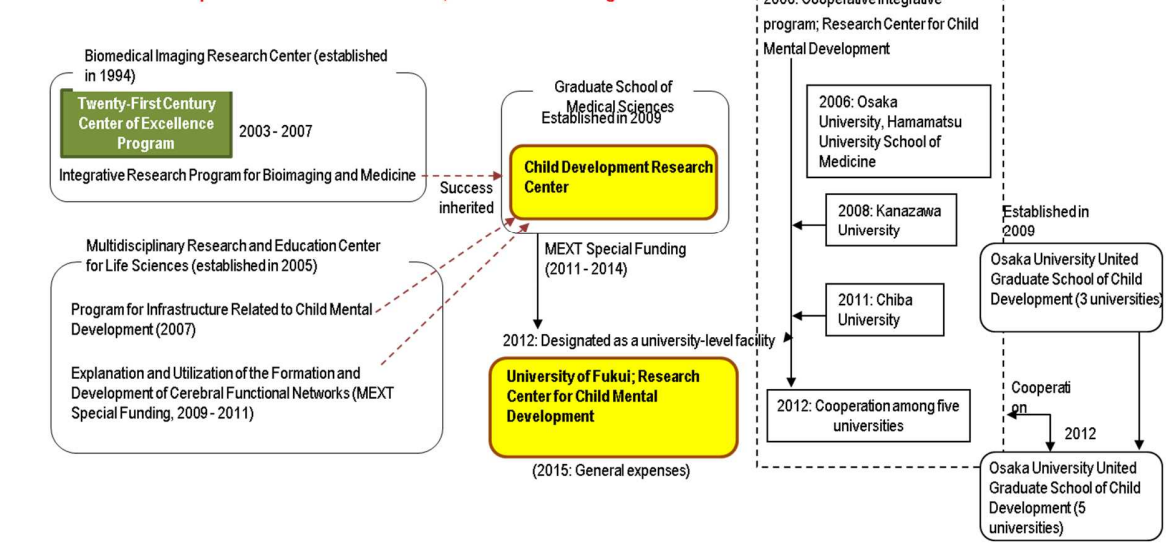 2006: Cooperative integrative
program; Research Center for Child
Mental Development
Biomedical Imaging Research Center (established
in 1994)
Twenty-First Century
Center of Excellence
Program
2003 - 2007
Integrative Research Program for Bioimaging and Medicine
Success
inherited
Graduate School of
Medical Sciences
Established in 2009
Child Development Research
Center
MEXT Special Funding
(2011 - 2014)
Multidisciplinary Research and Education Center
for Life Sciences (established in 2005)
Program for Infrastructure Related to Child Mental
Development (2007)
Explanation and Utilization of the Formation and
Development of Cerebral Functional Networks (MEXT
Special Funding, 2009 - 2011)
2012: Designated as a university-level facility
University of Fukui; Research
Center for Child Mental
Development
(2015: General expenses)
2006: Osaka
University, Hamamatsu
University School of
Medicine
2008: Kanazawa
University
2011: Chiba
University
2012: Cooperation among five
universities
Established in
2009
Osaka University United
Graduate School of Child
Development (3 universities)
Cooperati
on
2012
Osaka University United
Graduate School of Child
Development (5
universities)